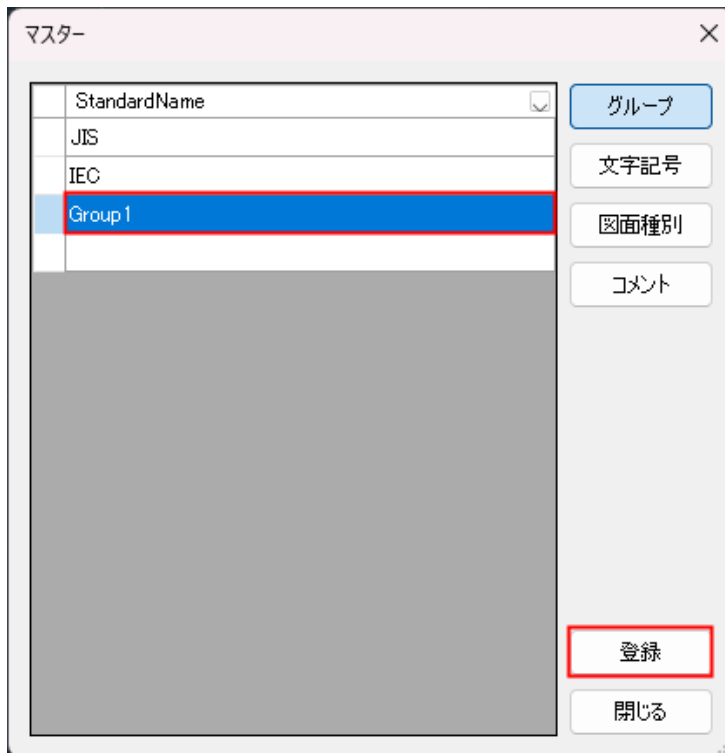 マスター
StandardName
JIS
IEC
Group1
グループ
文字記号
図面種別
コメント
登録
閉じる